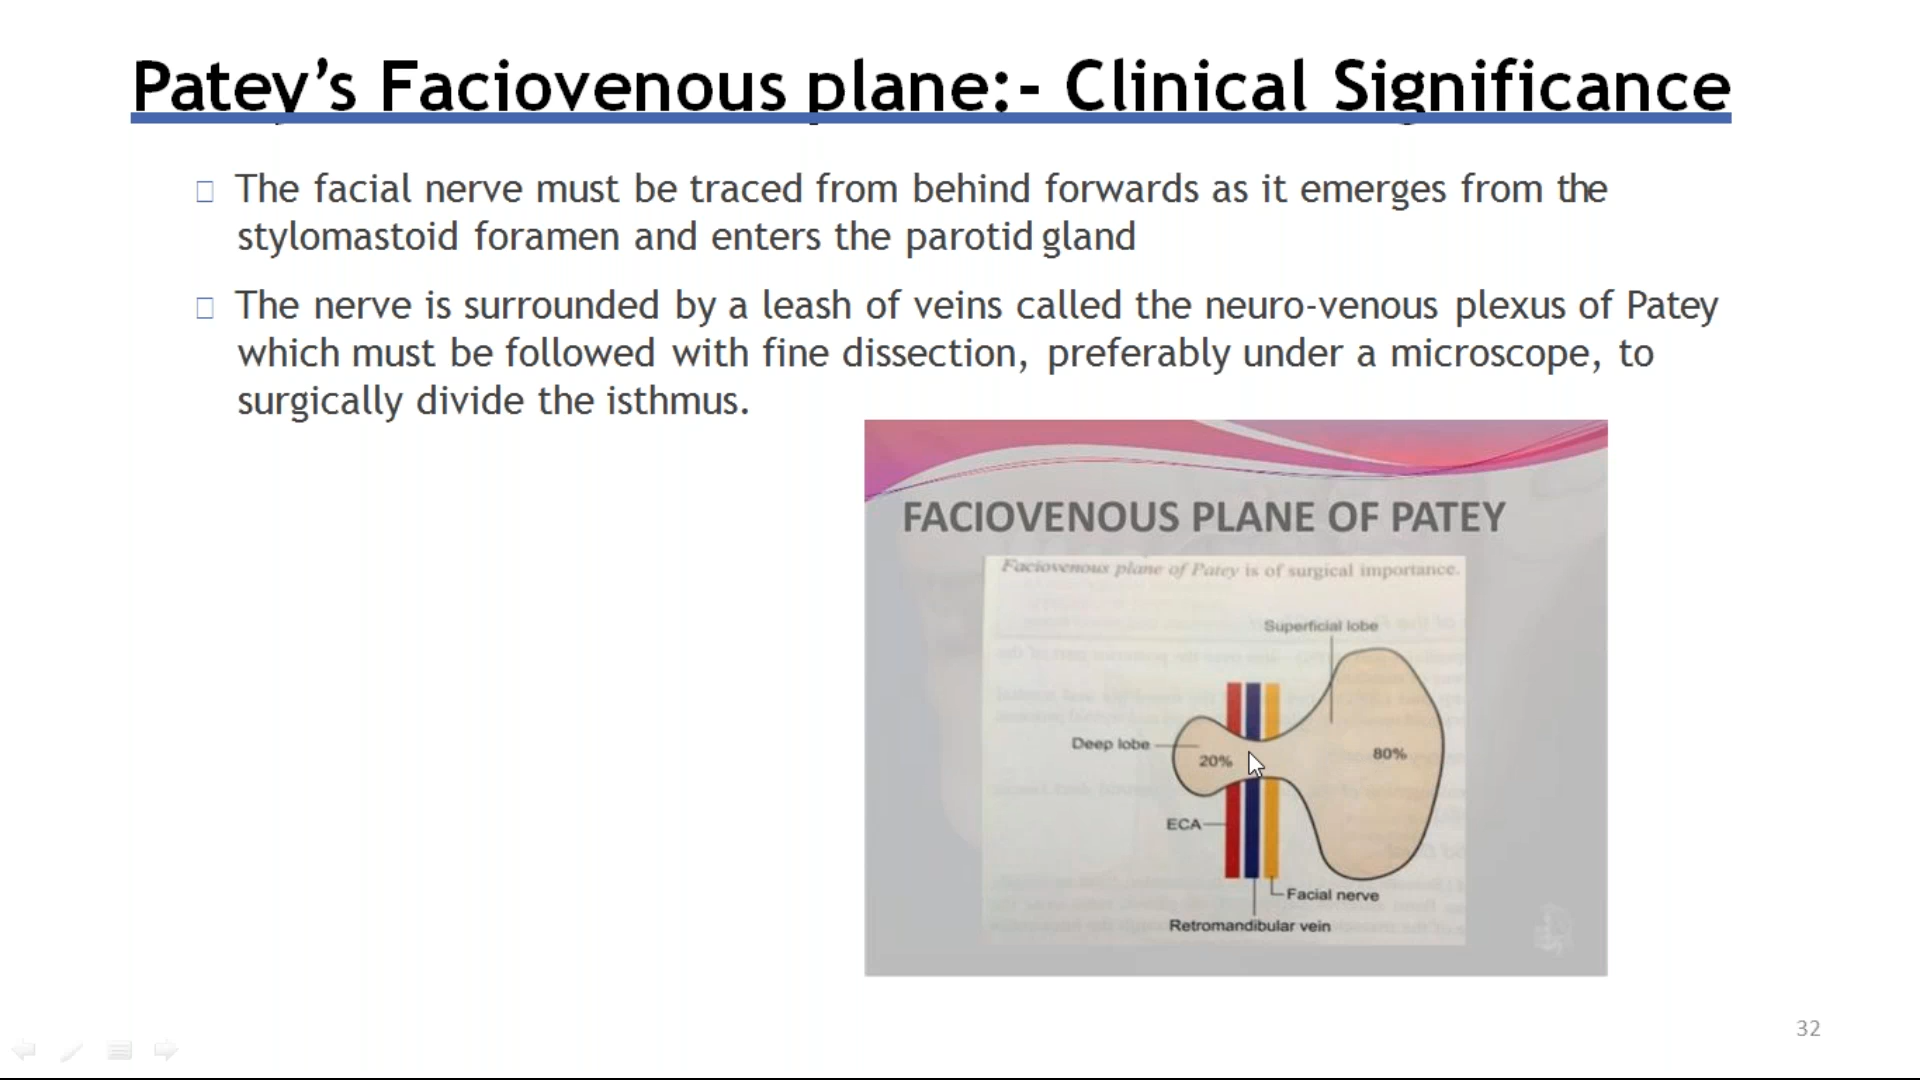 Patey’s Faciovenous plane:- Clinical Significance
The facial nerve must be traced from behind forwards as it emerges from the
stylomastoid foramen and enters the parotid gland
The nerve is surrounded by a leash of veins called the neuro-venous plexus of Patey
which must be followed with fine dissection, preferably under a microscope, to
surgically divide the isthmus.
FACIOVENOUS PLANE OF PATEY
Faciovenous plane of Patey is of surgical importance.
Superficial lobe
Deep lobe
20%
80%
ECA
Facial nerve
Retromandibular vein
32